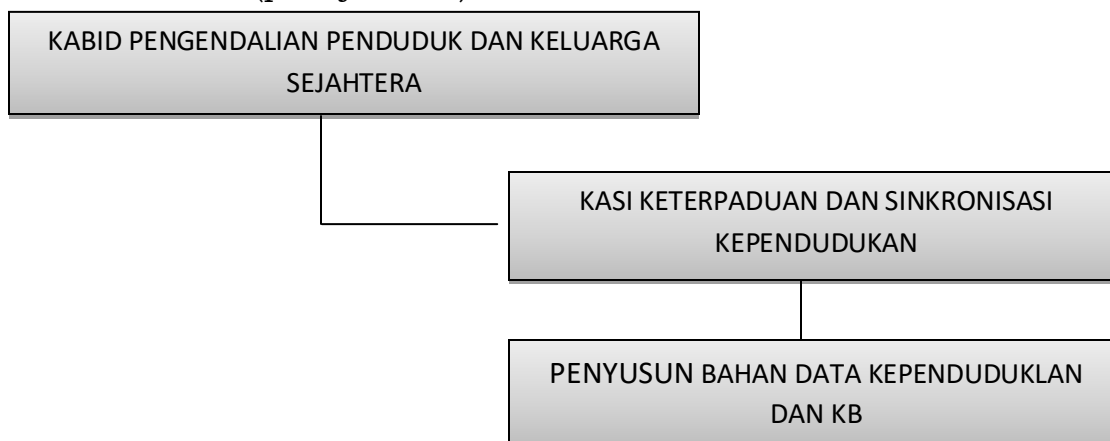 KABID PENGENDALIAN PENDUDUK DAN KELUARGA
SEJAHTERA
KASI KETERPADUAN DAN SINKRONISASI
KEPENDUDUKAN
PENYUSUN BAHAN DATA KEPENDUDUKLAN
DAN KB